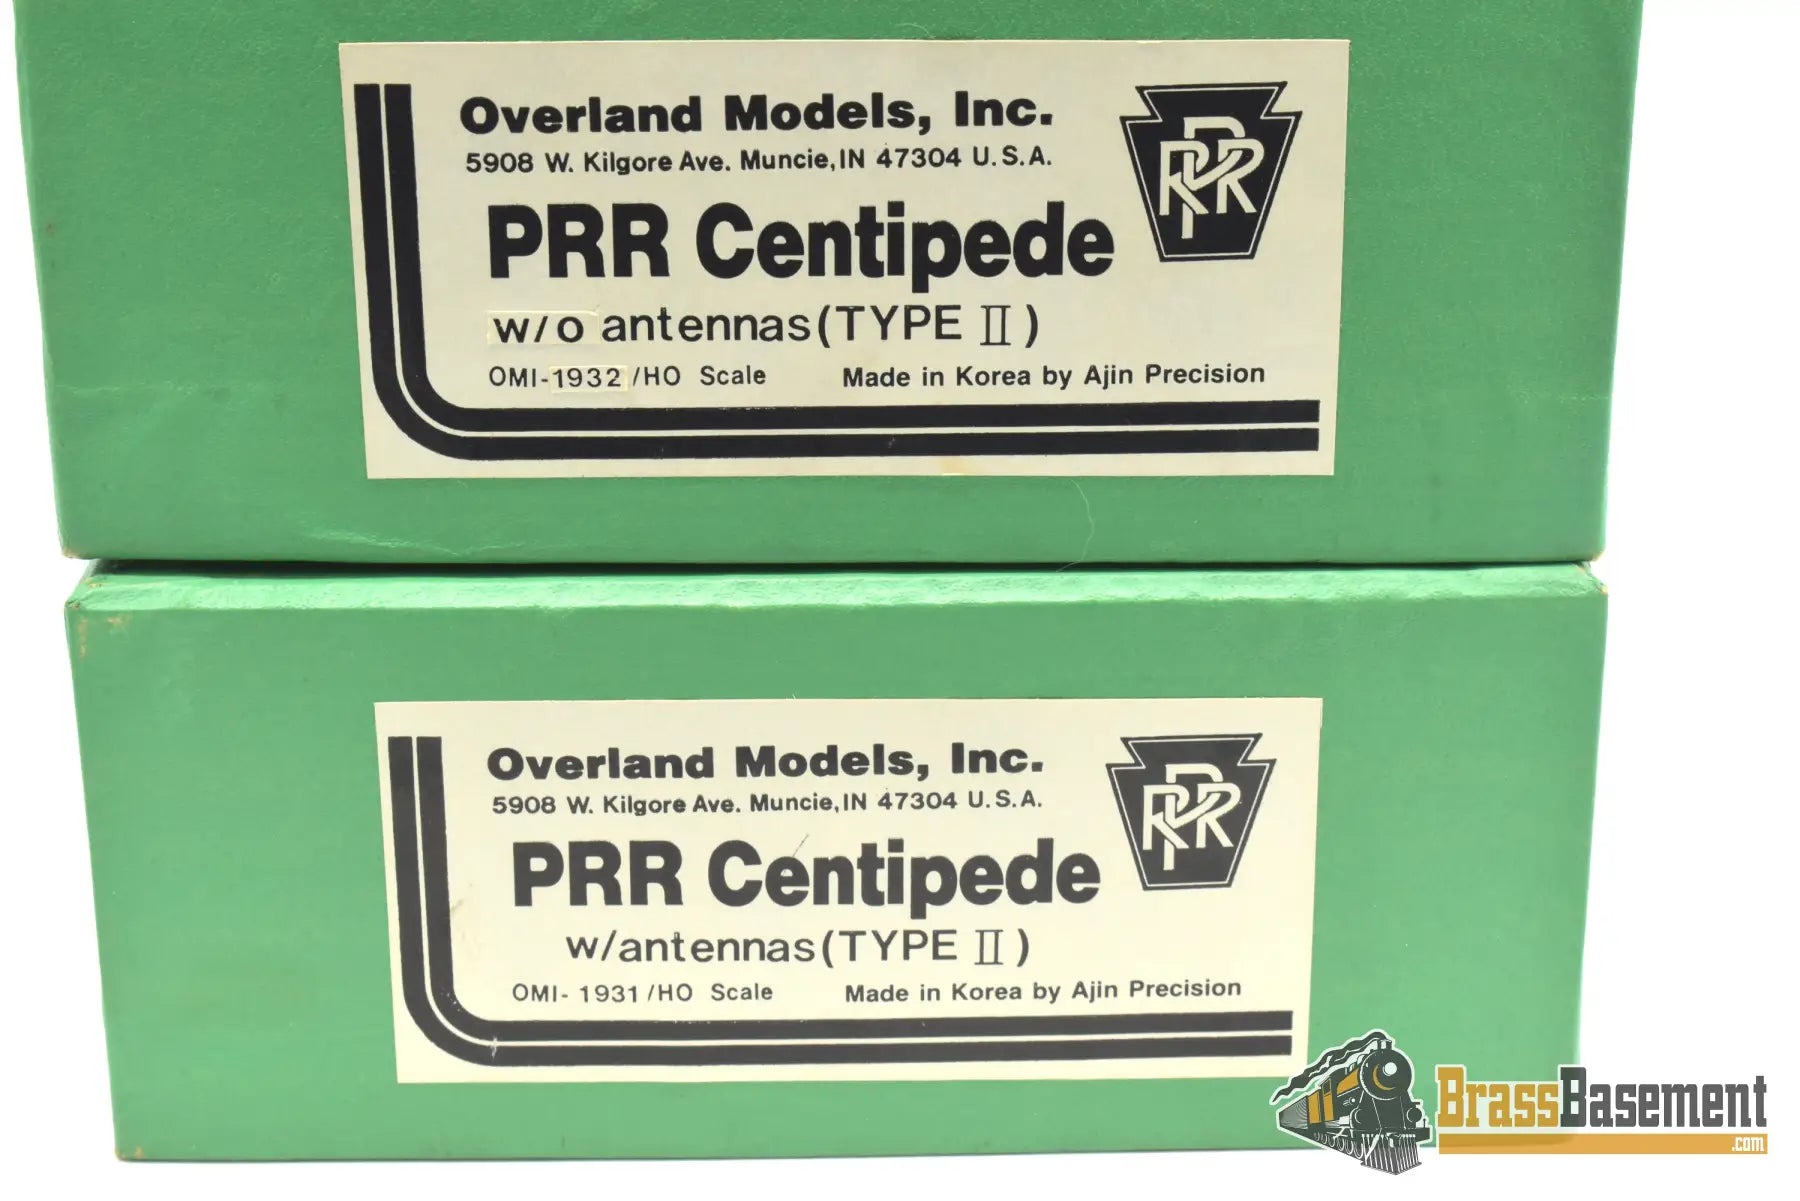 Overland Models, Inc.
5908 W. Kilgore Ave. Muncie, IN 47304 U.S.A.
PRR
PRR Centipede
w/o antennas (TYPE II)
OMI-1932/HO Scale Made in Korea by Ajin Precision
Overland Models, Inc.
5908 W. Kilgore Ave. Muncie, IN 47304 U.S.A.
PRR
PRR Centipede
w/antennas (TYPE II)
OMI-1931/HO Scale Made in Korea by Ajin Precision
BrassBasement
.com